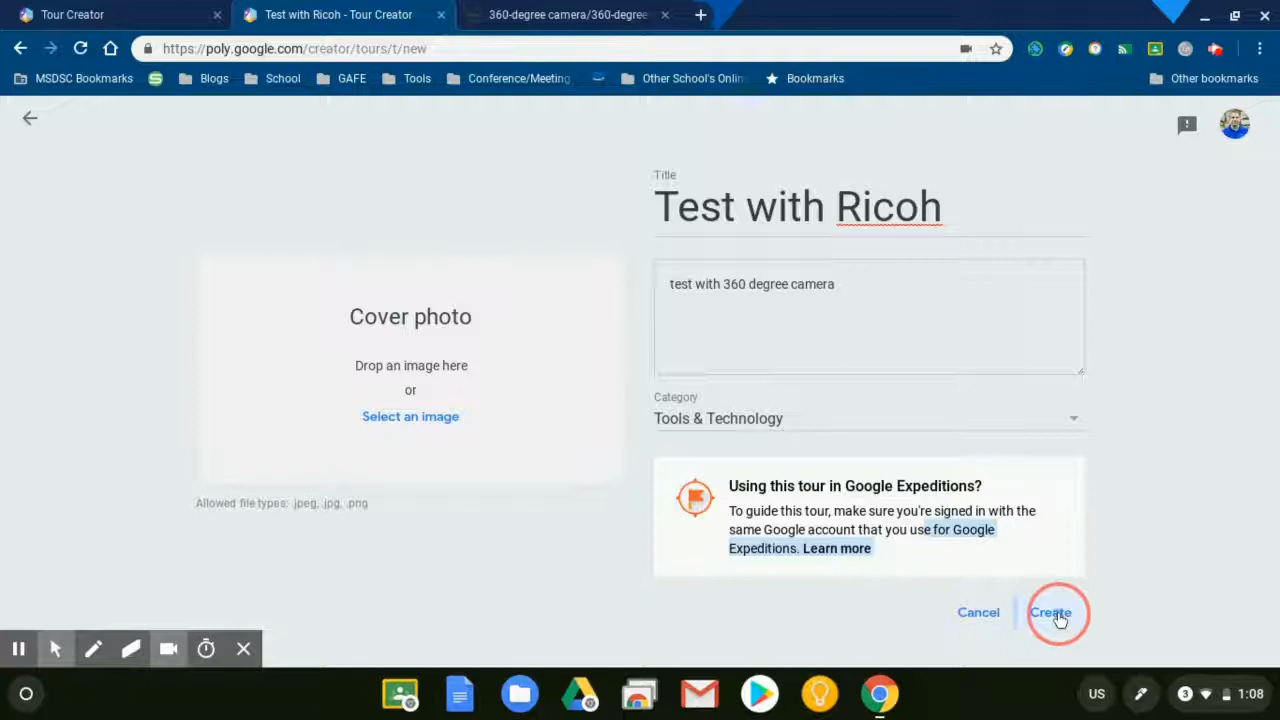 Tour Creator
Test with Ricoh - Tour Creator
360-degree camera/360-degree
https://poly.google.com/creator/tours/t/new
MSDSC Bookmarks
Blogs
School
GAFE
Tools
Conference/Meeting
Other School's Onlin
Bookmarks
Other bookmarks
Title
Test with Ricoh
test with 360 degree camera
Cover photo
Drop an image here
or
Select an image
Category
Tools & Technology
Allowed file types: .jpeg, .jpg, .png
Using this tour in Google Expeditions?
To guide this tour, make sure you're signed in with the
same Google account that you use for Google
Expeditions. Learn more
Cancel
Create
US
3
1:08